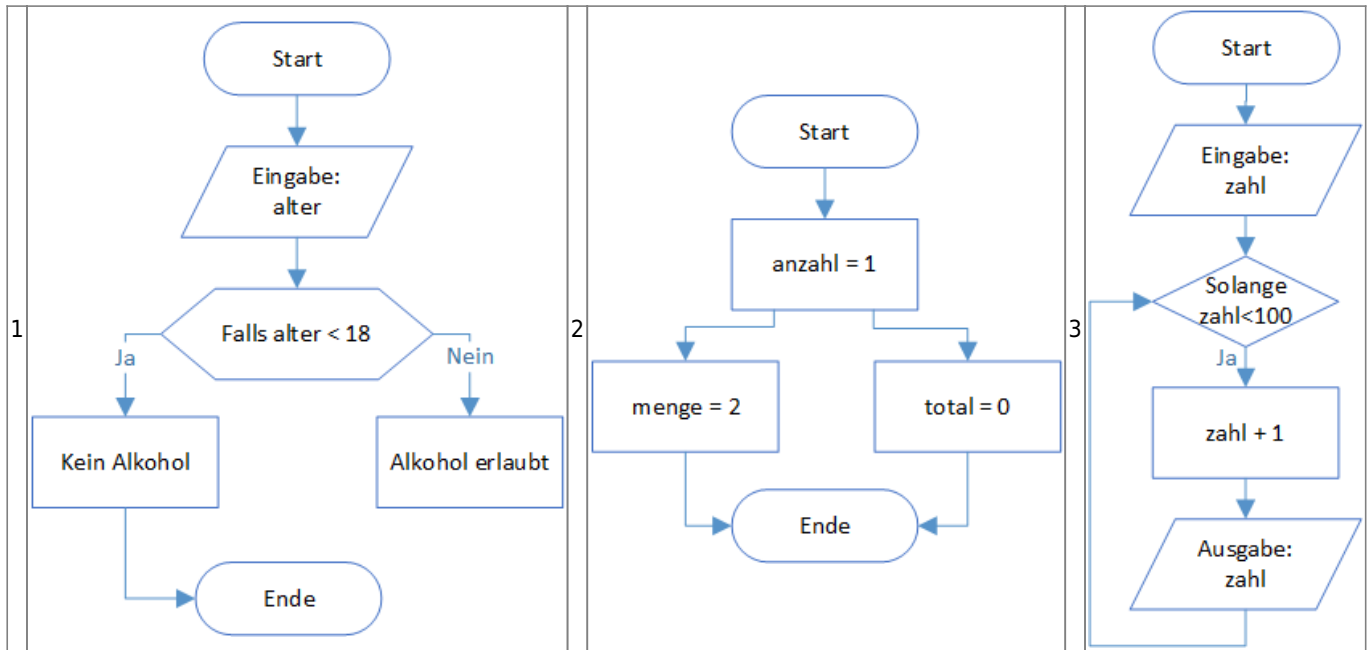 1
Start
Eingabe:
alter
Falls alter < 18
Ja
Nein
Kein Alkohol
Alkohol erlaubt
Ende
2
Start
anzahl = 1
menge = 2
total = 0
Ende
3
Start
Eingabe:
zahl
Solange
zahl<100
Ja
zahl + 1
Ausgabe:
zahl